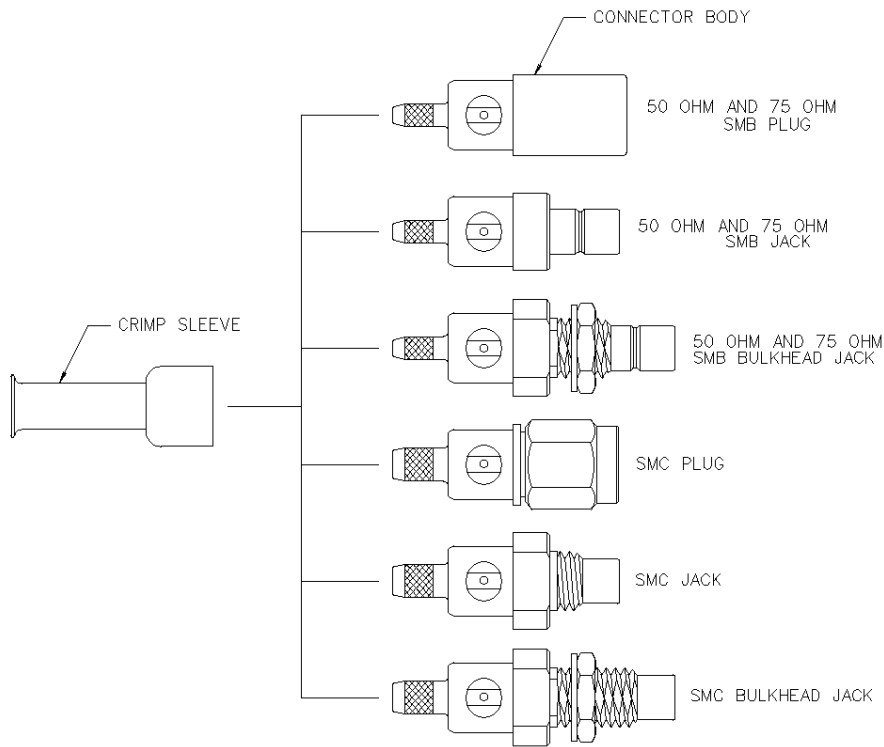 CONNECTOR BODY
50 OHM AND 75 OHM
SMB PLUG
50 OHM AND 75 OHM
SMB JACK
CRIMP SLEEVE
50 OHM AND 75 OHM
SMB BULKHEAD JACK
SMC PLUG
SMC JACK
SMC BULKHEAD JACK